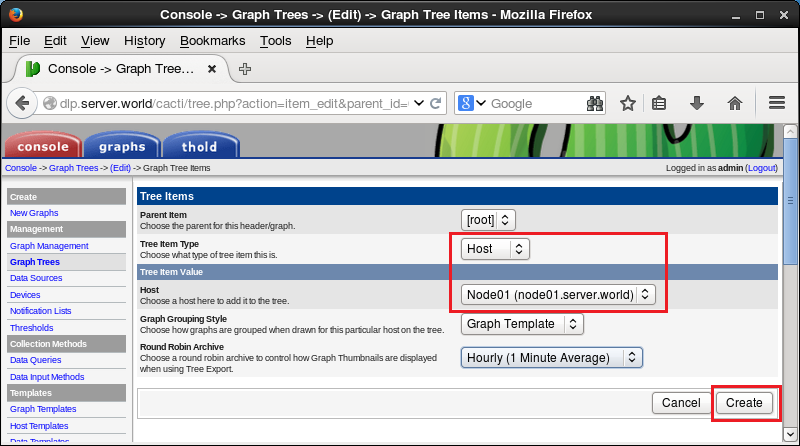 Console -> Graph Trees -> (Edit) -> Graph Tree Items - Mozilla Firefox
File Edit View History Bookmarks Tools Help
Console -> Graph Tree...
dlp.server.world/cacti/tree.php?action=item_edit&parent_id=
Google
console graphs thold
Console -> Graph Trees -> (Edit) -> Graph Tree Items
Logged in as admin (Logout)
Create
New Graphs
Management
Graph Management
Graph Trees
Data Sources
Devices
Notification Lists
Thresholds
Collection Methods
Data Queries
Data Input Methods
Templates
Graph Templates
Host Templates
Data Templates
Tree Items
Parent Item
Choose the parent for this header/graph.
[root]
Tree Item Type
Choose what type of tree item this is.
Host
Tree Item Value
Host
Choose a host here to add it to the tree.
Node01 (node01.server.world)
Graph Grouping Style
Choose how graphs are grouped when drawn for this particular host on the tree.
Graph Template
Round Robin Archive
Choose a round robin archive to control how Graph Thumbnails are displayed
when using Tree Export.
Hourly (1 Minute Average)
Cancel
Create